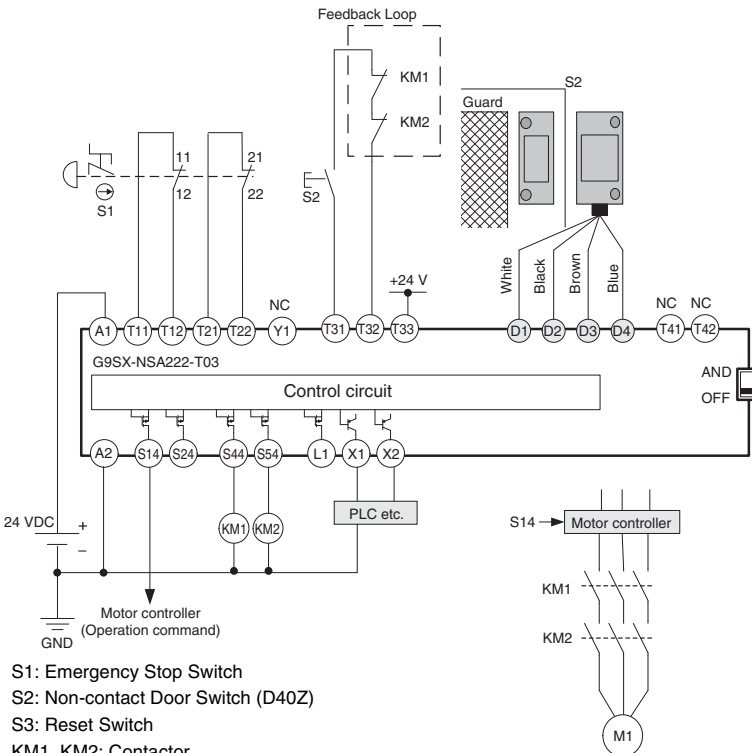 Feedback Loop
KM1
KM2
S2
Guard
11
21
12
22
S1
S2
White
Black
Brown
Blue
+24 V
NC
NC NC
A1 T11 T12 T21 T22 Y1 T31 T32 T33 D1 D2 D3 D4 T41 T42
G9SX-NSA222-T03
AND
OFF
Control circuit
A2 S14 S24 S44 S54 L1 X1 X2
24 VDC
+
–
KM1 KM2
PLC etc.
S14
Motor controller
KM1
KM2
M1
GND
Motor controller
(Operation command)
S1: Emergency Stop Switch
S2: Non-contact Door Switch (D40Z)
S3: Reset Switch
KM1, KM2: Contactor